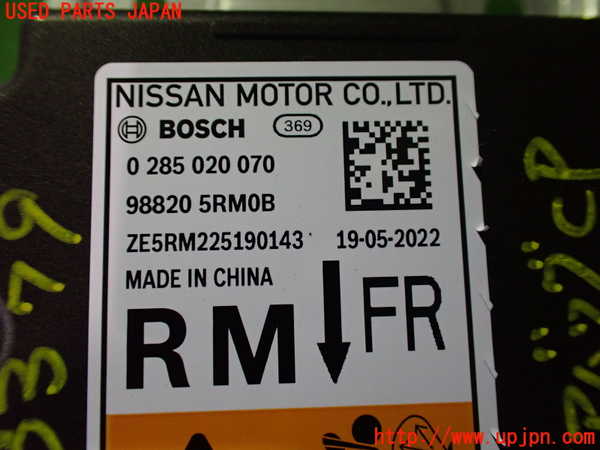 USED PARTS JAPAN
NISSAN MOTOR CO.,LTD.
BOSCH 369
0 285 020 070
98820 5RM0B
ZE5RM225190143 19-05-2022
MADE IN CHINA
RM FR
http://www.upjpn.com